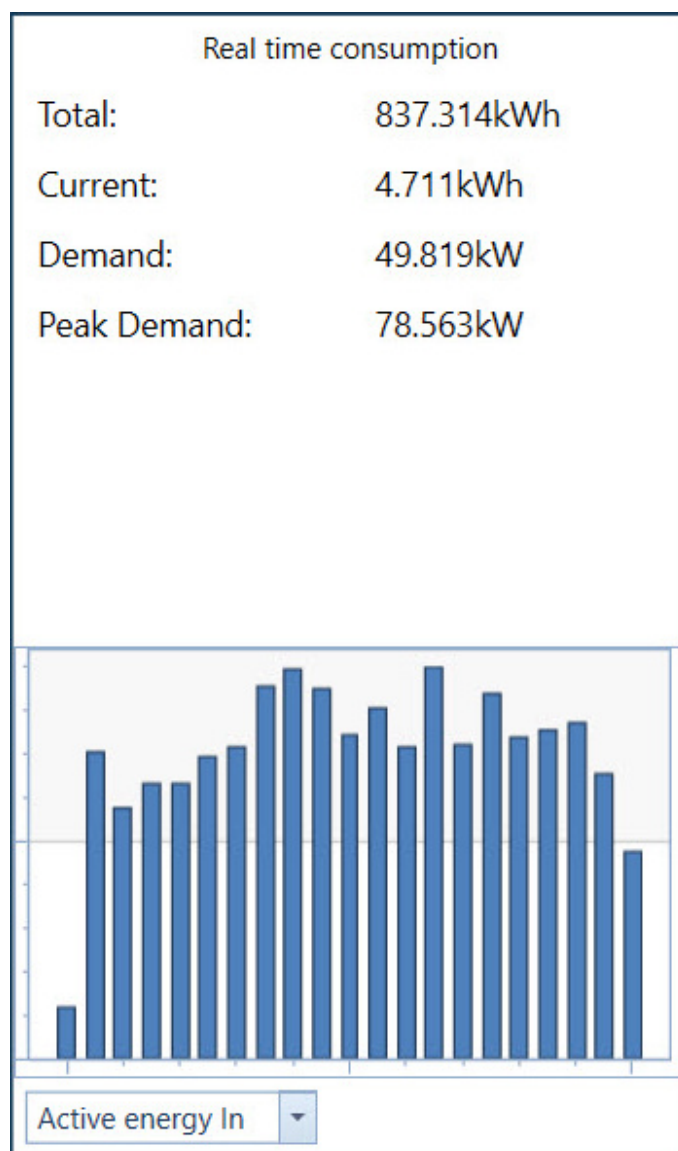 Real time consumption
Total: 837.314kWh
Current: 4.711kWh
Demand: 49.819kW
Peak Demand: 78.563kW
Active energy In